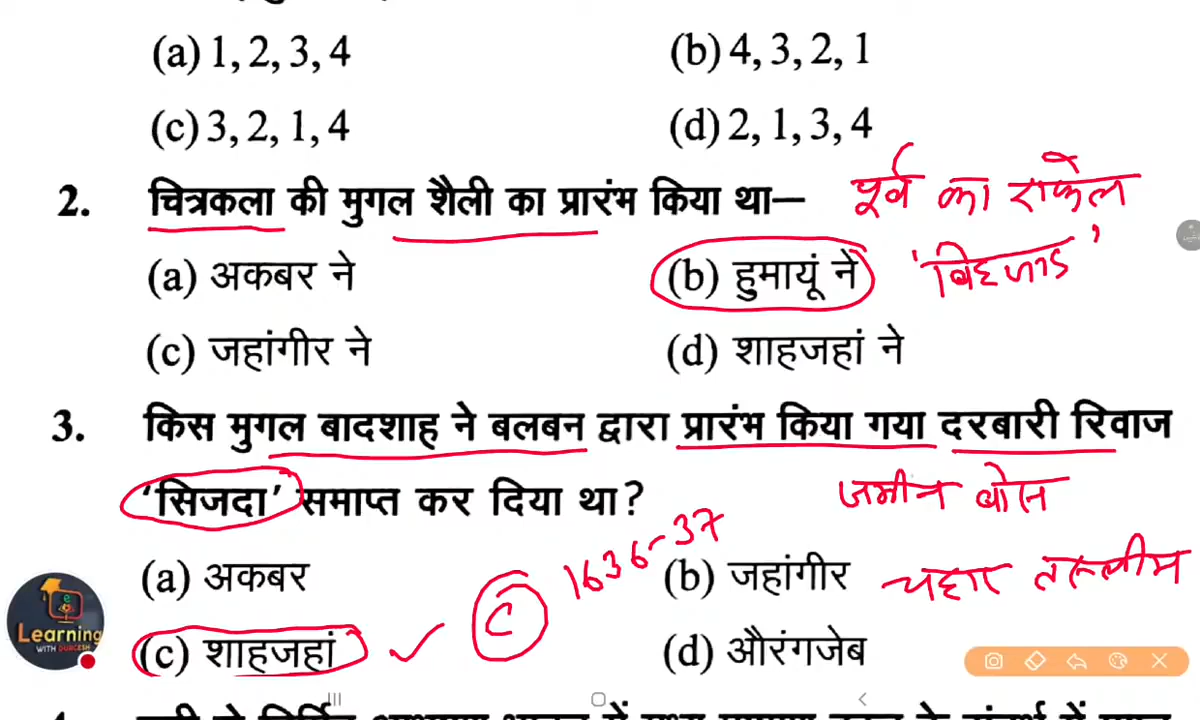 (a) 1, 2, 3, 4 (b) 4, 3, 2, 1
(c) 3, 2, 1, 4 (d) 2, 1, 3, 4
2. चित्रकला की मुगल शैली का प्रारंभ किया था– पूर्व का राफेल
(a) अकबर ने (b) हुमायूं ने 'बिहजाद'
(c) जहांगीर ने (d) शाहजहां ने
3. किस मुगल बादशाह ने बलबन द्वारा प्रारंभ किया गया दरबारी रिवाज
'सिजदा' समाप्त कर दिया था? जमीन बोस
1636-37
(a) अकबर (b) जहांगीर चहार तस्लीम
C
(c) शाहजहां (d) औरंगजेब
Learning
WITH DURGESH